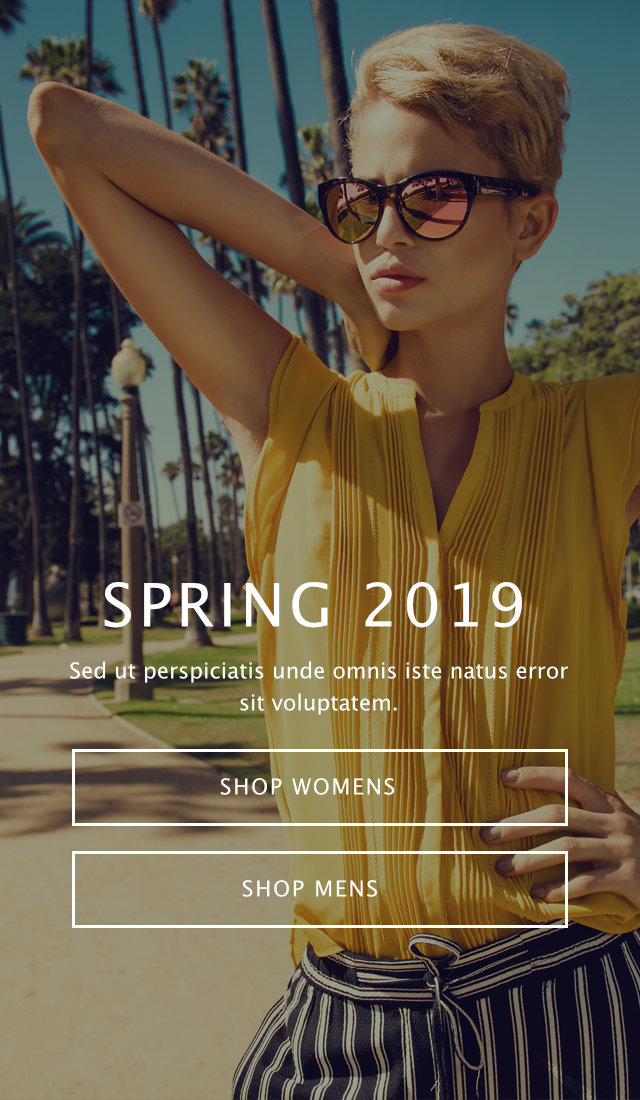 SPRING 2019
Sed ut perspiciatis unde omnis iste natus error
sit voluptatem.
SHOP WOMENS
SHOP MENS